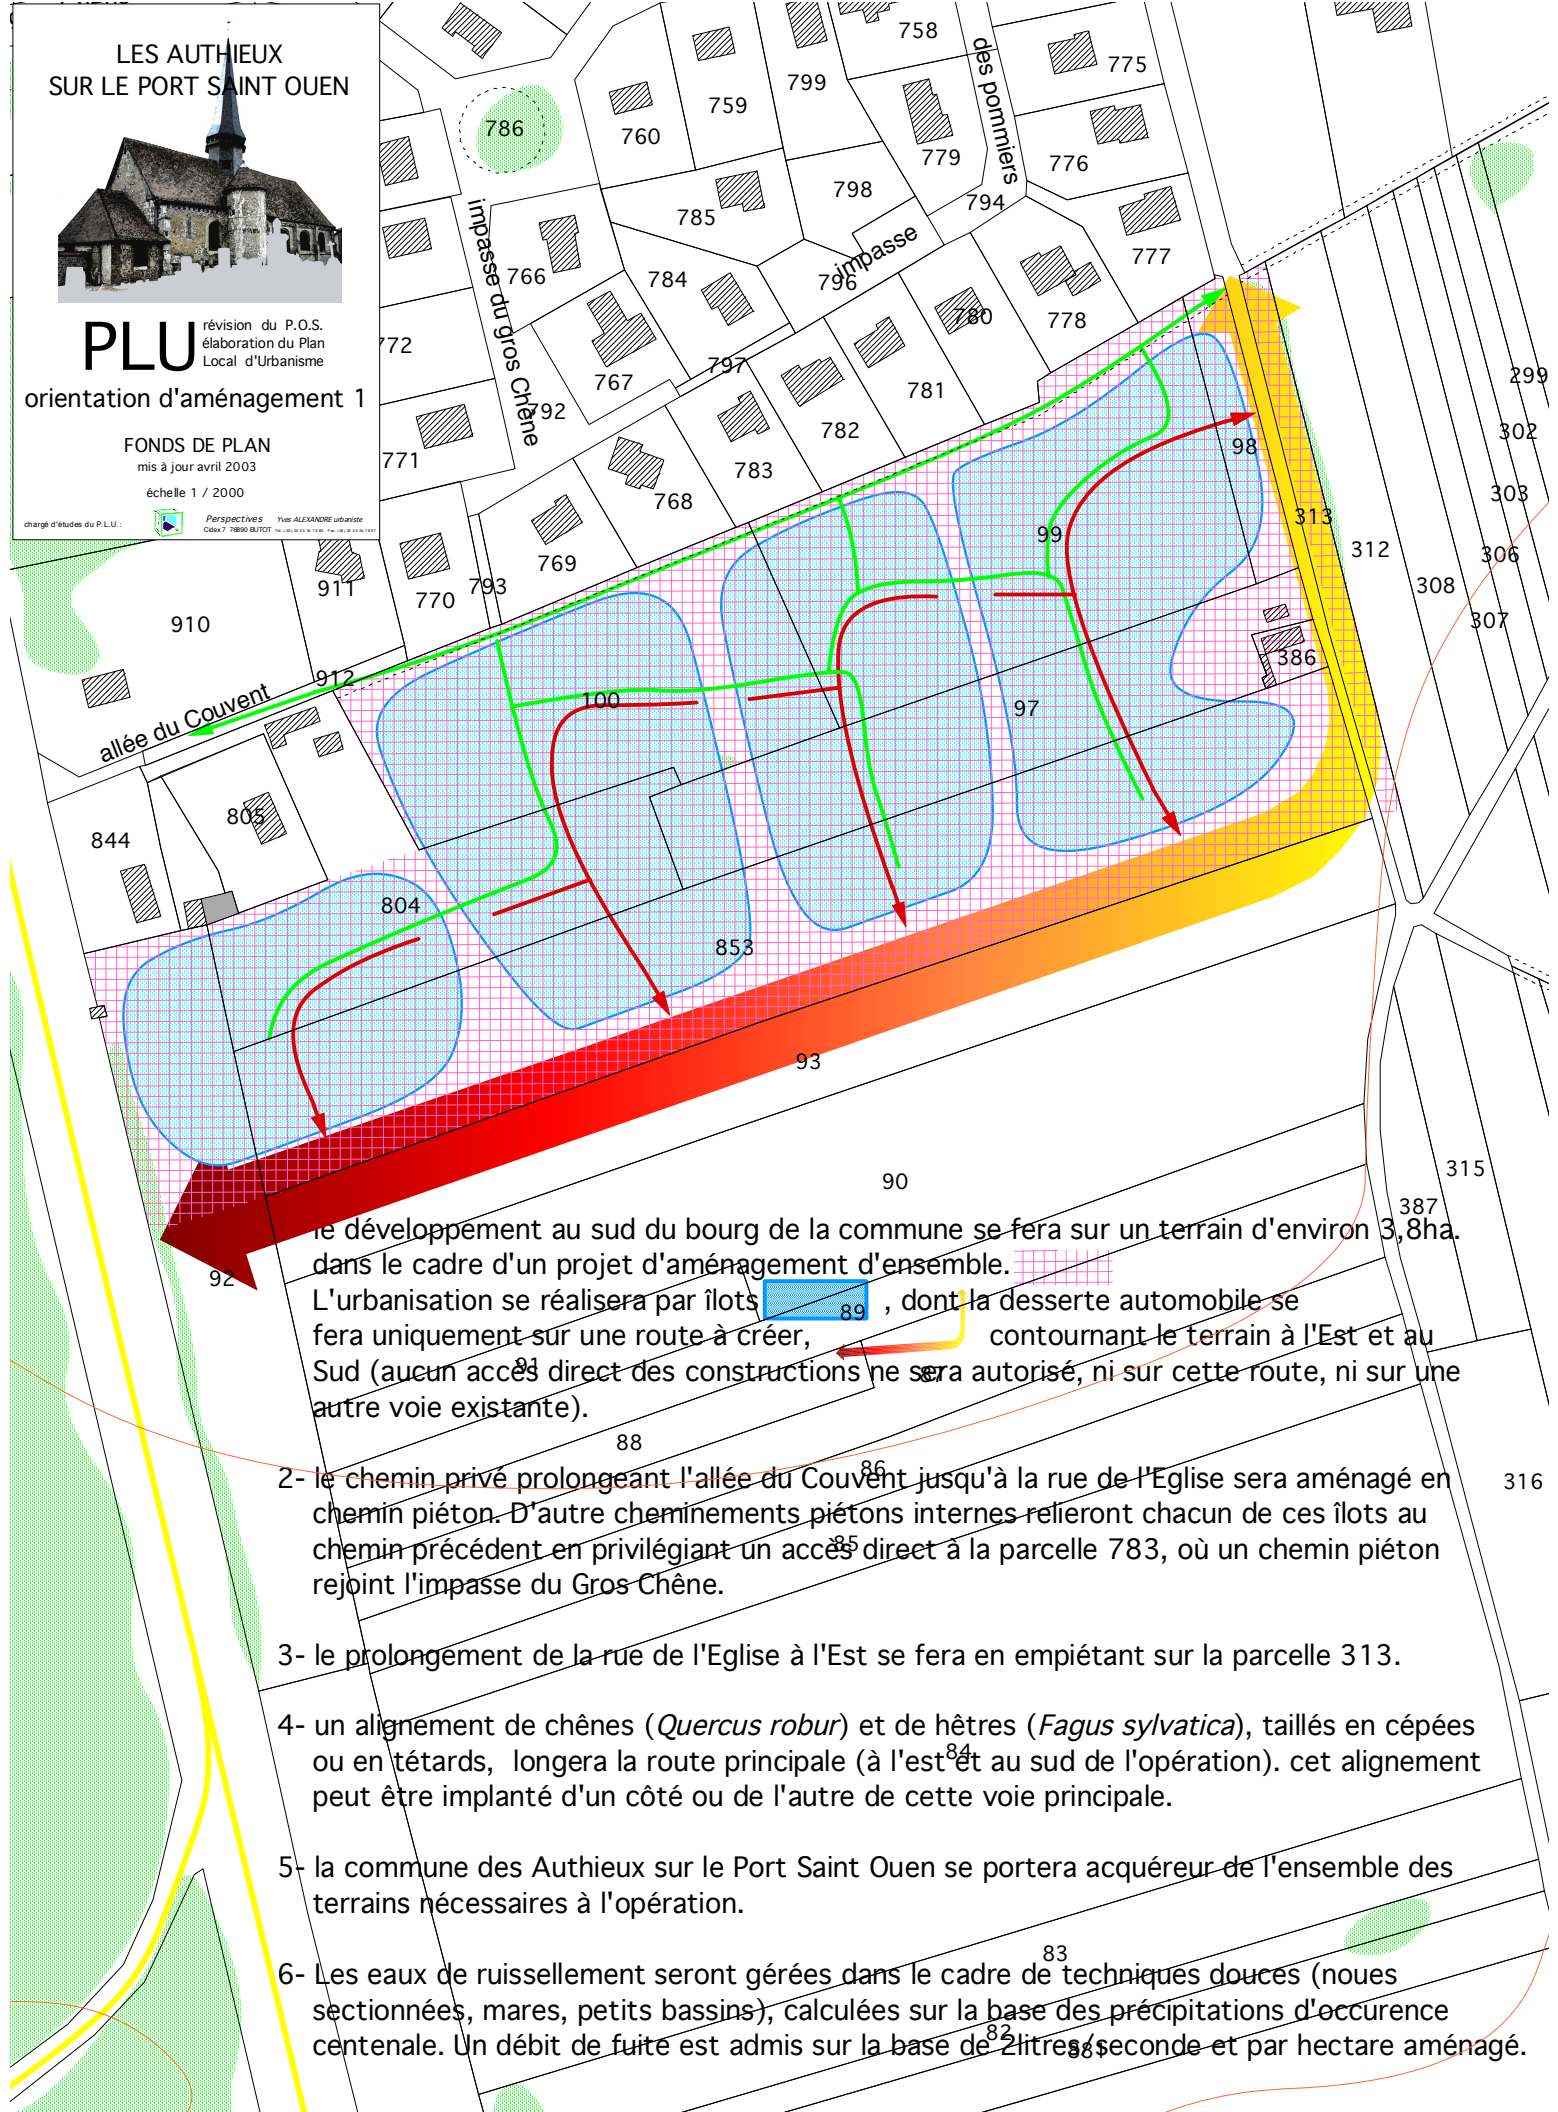 LES AUTHIEUX
SUR LE PORT SAINT OUEN
PLU
révision du P.O.S.
élaboration du Plan
Local d'Urbanisme
orientation d'aménagement 1
FONDS DE PLAN
mis à jour avril 2003
échelle 1 / 2000
chargé d'études du P.L.U.:
Perspectives Yves ALEXANDRE urbaniste
Cidex 7 76890 BUTOT
758
775
799
759
786
760
779
776
des pommiers
798
785
794
777
impasse du gros Chêne
766
784
796
impasse
780
778
772
767
797
299
792
781
302
782
98
771
783
768
303
313
99
769
312
306
911
770
793
308
307
910
386
912
100
97
allée du Couvent
805
844
804
853
93
90
315
387
le développement au sud du bourg de la commune se fera sur un terrain d'environ 3,8ha.
dans le cadre d'un projet d'aménagement d'ensemble.
92
L'urbanisation se réalisera par îlots , dont la desserte automobile se
89
fera uniquement sur une route à créer, contournant le terrain à l'Est et au
91
Sud (aucun accès direct des constructions ne sera autorisé, ni sur cette route, ni sur une
87
autre voie existante).
88
86
2- le chemin privé prolongeant l'allée du Couvent jusqu'à la rue de l'Eglise sera aménagé en
316
chemin piéton. D'autre cheminements piétons internes relieront chacun de ces îlots au
85
chemin précédent en privilégiant un accès direct à la parcelle 783, où un chemin piéton
rejoint l'impasse du Gros Chêne.
3- le prolongement de la rue de l'Eglise à l'Est se fera en empiétant sur la parcelle 313.
4- un alignement de chênes (Quercus robur) et de hêtres (Fagus sylvatica), taillés en cépées
84
ou en tétards, longera la route principale (à l'est et au sud de l'opération). cet alignement
peut être implanté d'un côté ou de l'autre de cette voie principale.
5- la commune des Authieux sur le Port Saint Ouen se portera acquéreur de l'ensemble des
terrains nécessaires à l'opération.
83
6- Les eaux de ruissellement seront gérées dans le cadre de techniques douces (noues
sectionnées, mares, petits bassins), calculées sur la base des précipitations d'occurence
82
centenale. Un débit de fuite est admis sur la base de 2litres/seconde et par hectare aménagé.